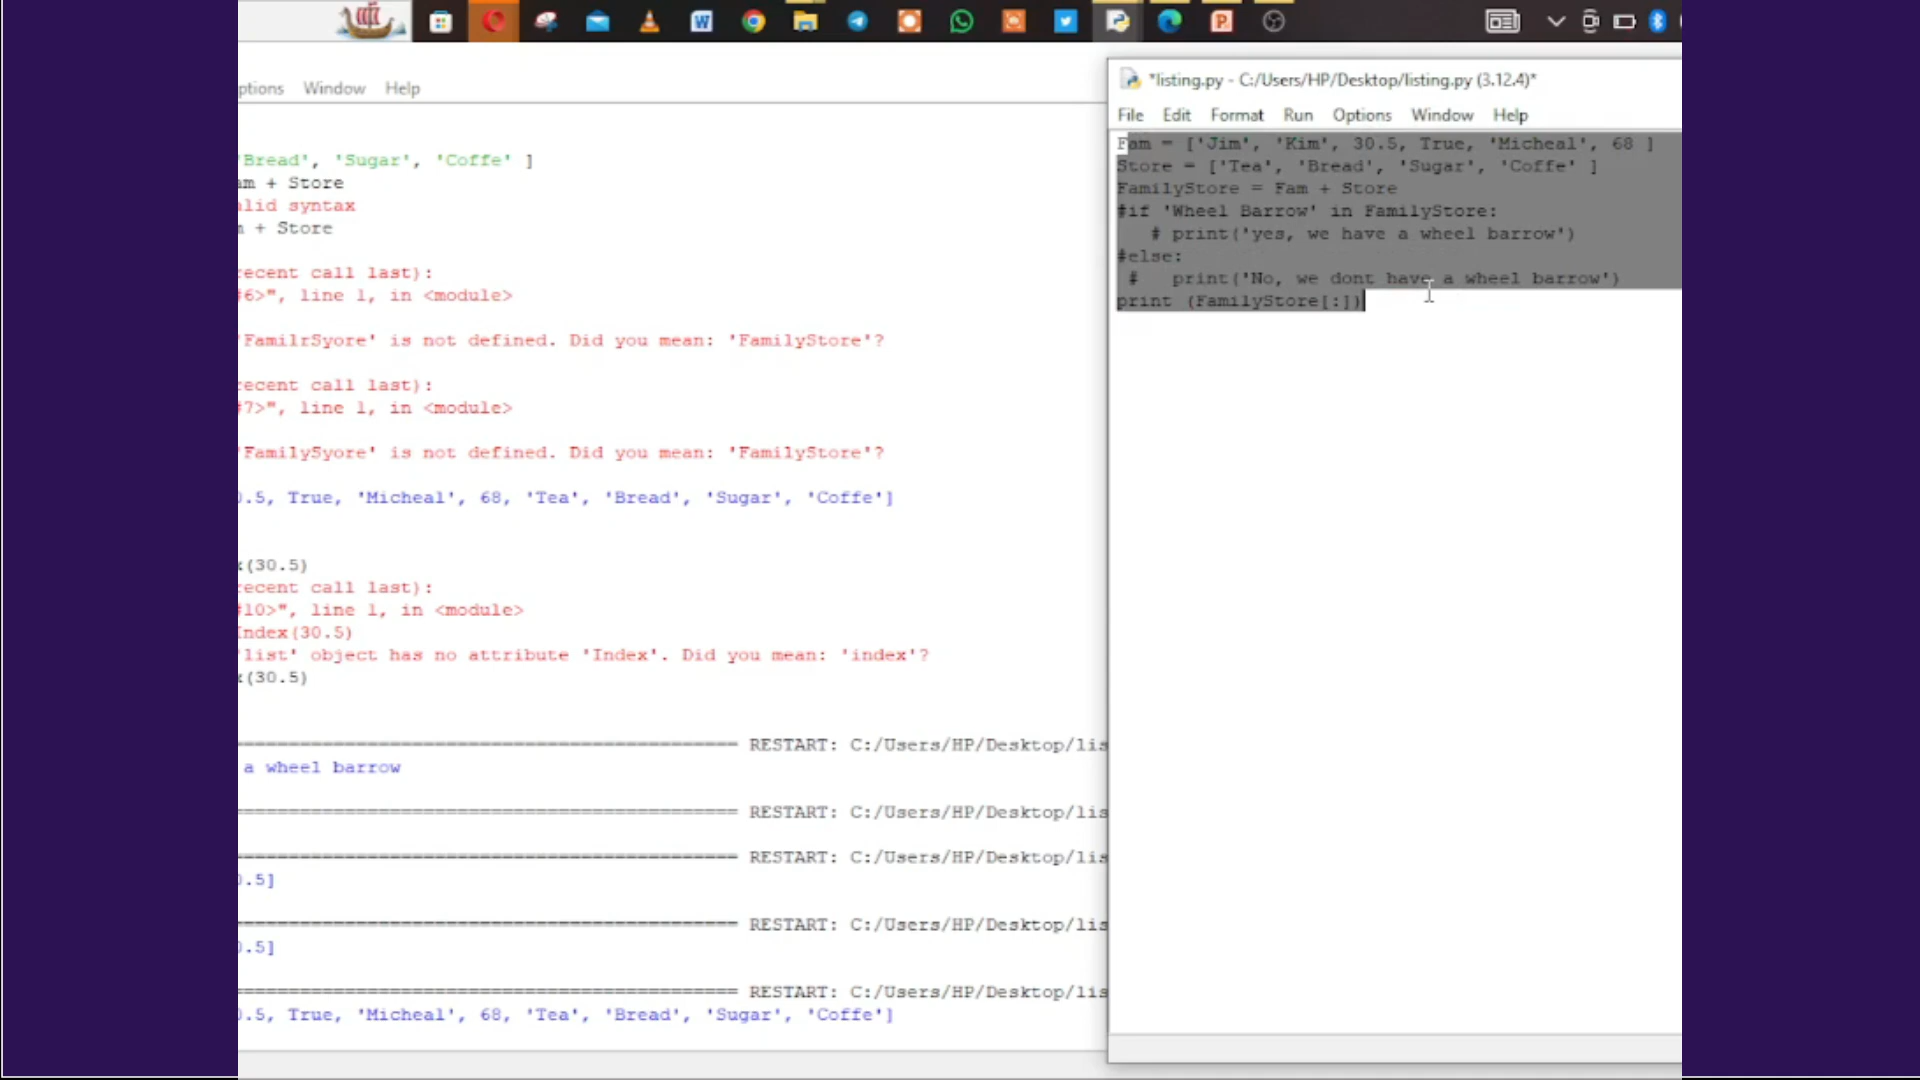 ptions Window Help
'Bread', 'Sugar', 'Coffe' ]
am + Store
alid syntax
m + Store
recent call last):
#6>", line 1, in <module>
'FamilrSyore' is not defined. Did you mean: 'FamilyStore'?
recent call last):
#7>", line 1, in <module>
'FamilySyore' is not defined. Did you mean: 'FamilyStore'?
0.5, True, 'Micheal', 68, 'Tea', 'Bread', 'Sugar', 'Coffe']
x(30.5)
recent call last):
#10>", line 1, in <module>
Index(30.5)
'list' object has no attribute 'Index'. Did you mean: 'index'?
x(30.5)
RESTART: C:/Users/HP/Desktop/lis
a wheel barrow
RESTART: C:/Users/HP/Desktop/lis
RESTART: C:/Users/HP/Desktop/lis
0.5]
RESTART: C:/Users/HP/Desktop/lis
0.5]
RESTART: C:/Users/HP/Desktop/lis
0.5, True, 'Micheal', 68, 'Tea', 'Bread', 'Sugar', 'Coffe']
*listing.py - C:/Users/HP/Desktop/listing.py (3.12.4)*
File Edit Format Run Options Window Help
Fam = ['Jim', 'Kim', 30.5, True, 'Micheal', 68 ]
Store = ['Tea', 'Bread', 'Sugar', 'Coffe' ]
FamilyStore = Fam + Store
#if 'Wheel Barrow' in FamilyStore:
# print('yes, we have a wheel barrow')
#else:
# print('No, we dont have a wheel barrow')
print (FamilyStore[:])